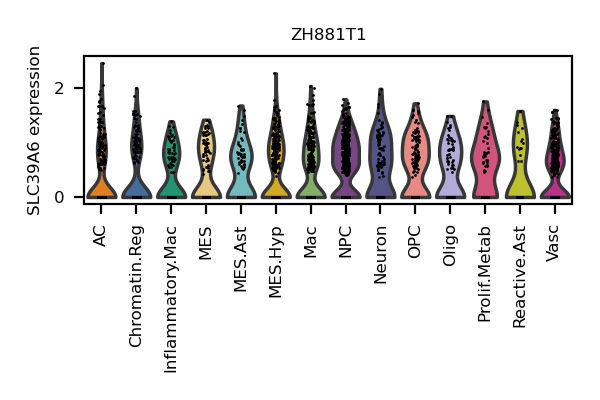 ZH881T1
SLC39A6 expression
2
0
AC
Chromatin.Reg
Inflammatory.Mac
MES
MES.Ast
MES.Hyp
Mac
NPC
Neuron
OPC
Oligo
Prolif.Metab
Reactive.Ast
Vasc